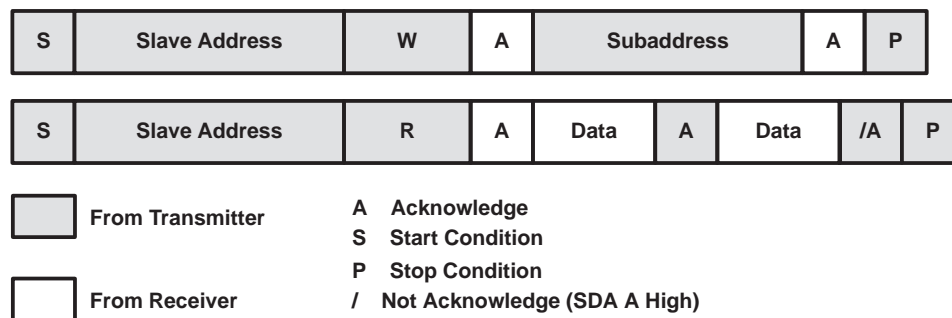 S Slave Address W A Subaddress A P
S Slave Address R A Data A Data /A P
From Transmitter
A Acknowledge
S Start Condition
P Stop Condition
From Receiver
/ Not Acknowledge (SDA A High)